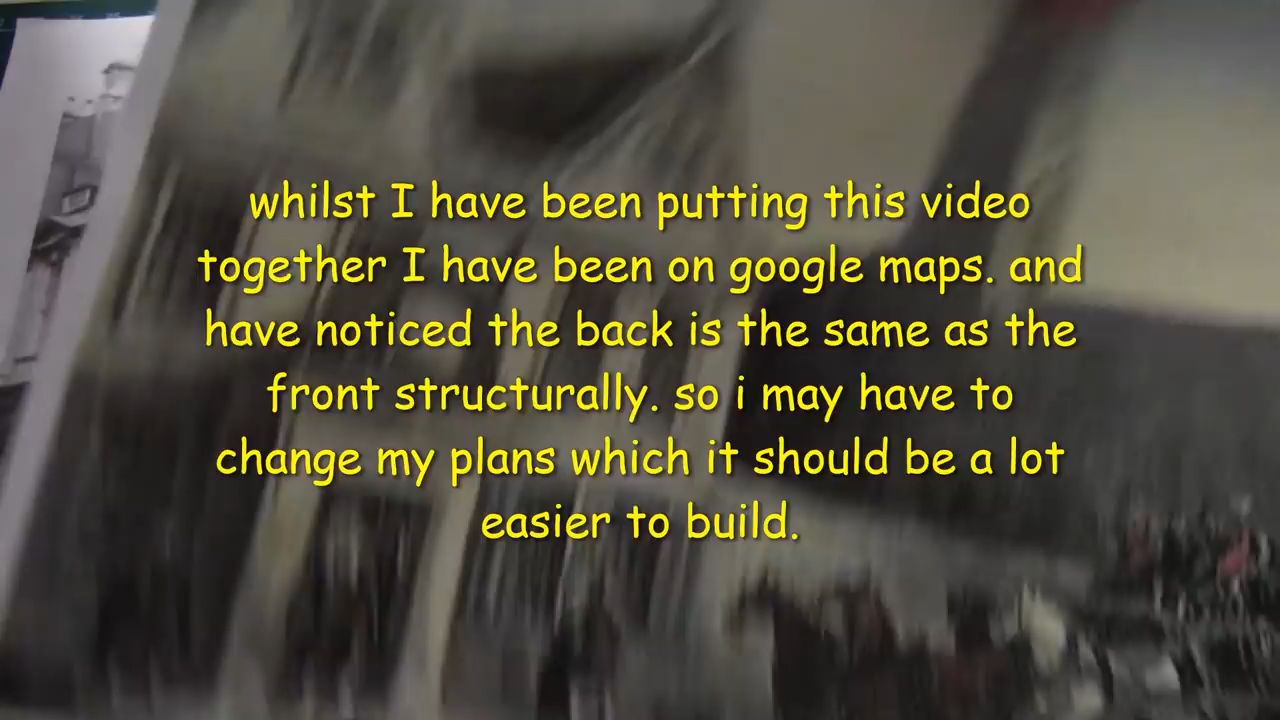 whilst I have been putting this video
together I have been on google maps. and
have noticed the back is the same as the
front structurally. so i may have to
change my plans which it should be a lot
easier to build.